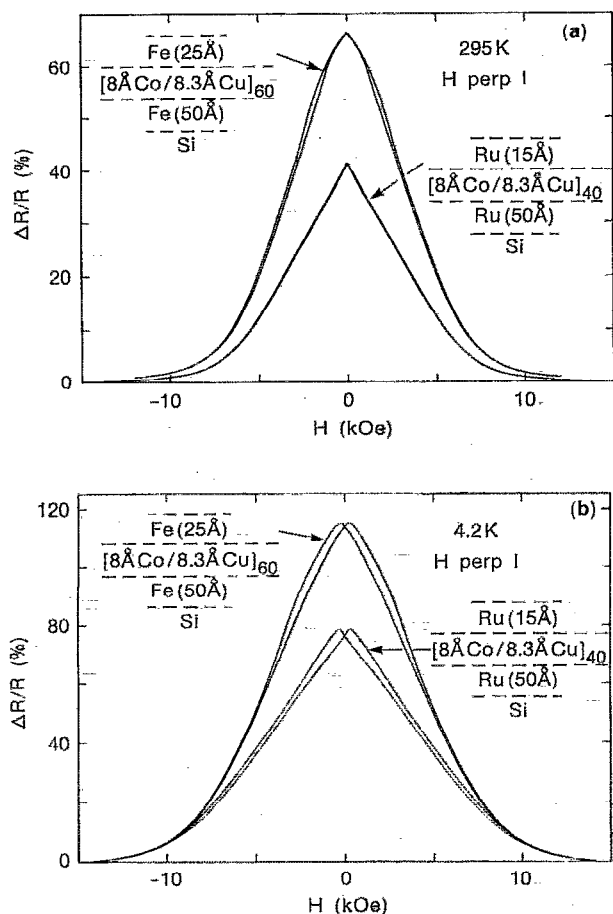 (a)
295K
H perp I
Fe(25Å)
[8ÅCo/8.3ÅCu]60
Fe(50Å)
Si
Ru(15Å)
[8ÅCo/8.3ÅCu]40
Ru(50Å)
Si
ΔR/R (%)
60
40
20
0
-10
0
10
H (kOe)
(b)
4.2K
H perp I
Fe(25Å)
[8ÅCo/8.3ÅCu]60
Fe(50Å)
Si
Ru(15Å)
[8ÅCo/8.3ÅCu]40
Ru(50Å)
Si
ΔR/R (%)
120
80
40
0
-10
0
10
H (kOe)